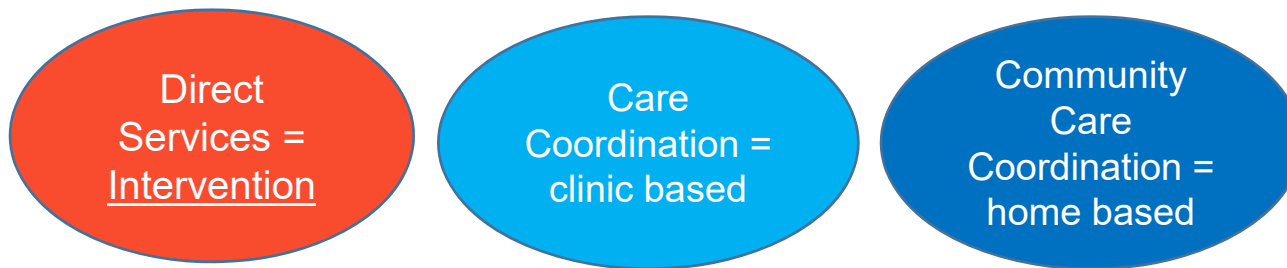 Direct
Services =
Intervention
Care
Coordination =
clinic based
Community
Care
Coordination =
home based